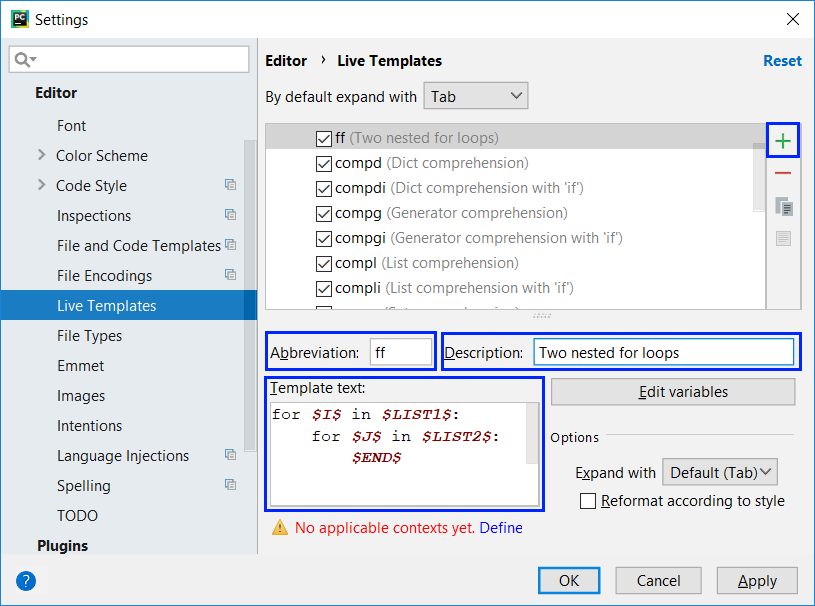 PC Settings
Editor
Font
Color Scheme
Code Style
Inspections
File and Code Templates
File Encodings
Live Templates
File Types
Emmet
Images
Intentions
Language Injections
Spelling
TODO
Plugins
?
Editor › Live Templates
Reset
By default expand with Tab
ff (Two nested for loops)
compd (Dict comprehension)
compdi (Dict comprehension with 'if')
compg (Generator comprehension)
compgi (Generator comprehension with 'if')
compl (List comprehension)
compli (List comprehension with 'if')
Abbreviation: ff
Description: Two nested for loops
Template text:
for $I$ in $LIST1$:
for $J$ in $LIST2$:
$END$
Edit variables
Options
Expand with Default (Tab)
Reformat according to style
No applicable contexts yet. Define
OK
Cancel
Apply